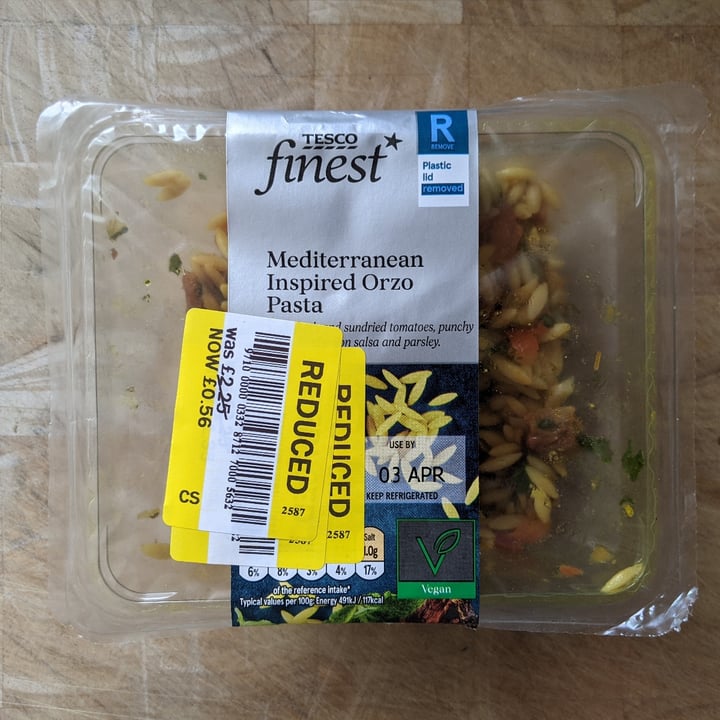 TESCO
finest
R
REMOVE
Plastic
lid
removed
Mediterranean
Inspired Orzo
Pasta
sundried tomatoes, punchy
salsa and parsley.
was £2.25
NOW £0.56
REDUCED
CS
2587
REDUCED
2587
USE BY
03 APR
KEEP REFRIGERATED
Salt
6% 8% 3% 4% 17%
of the reference intake*
Typical values per 100g: Energy 491kJ / 117kcal
V
Vegan